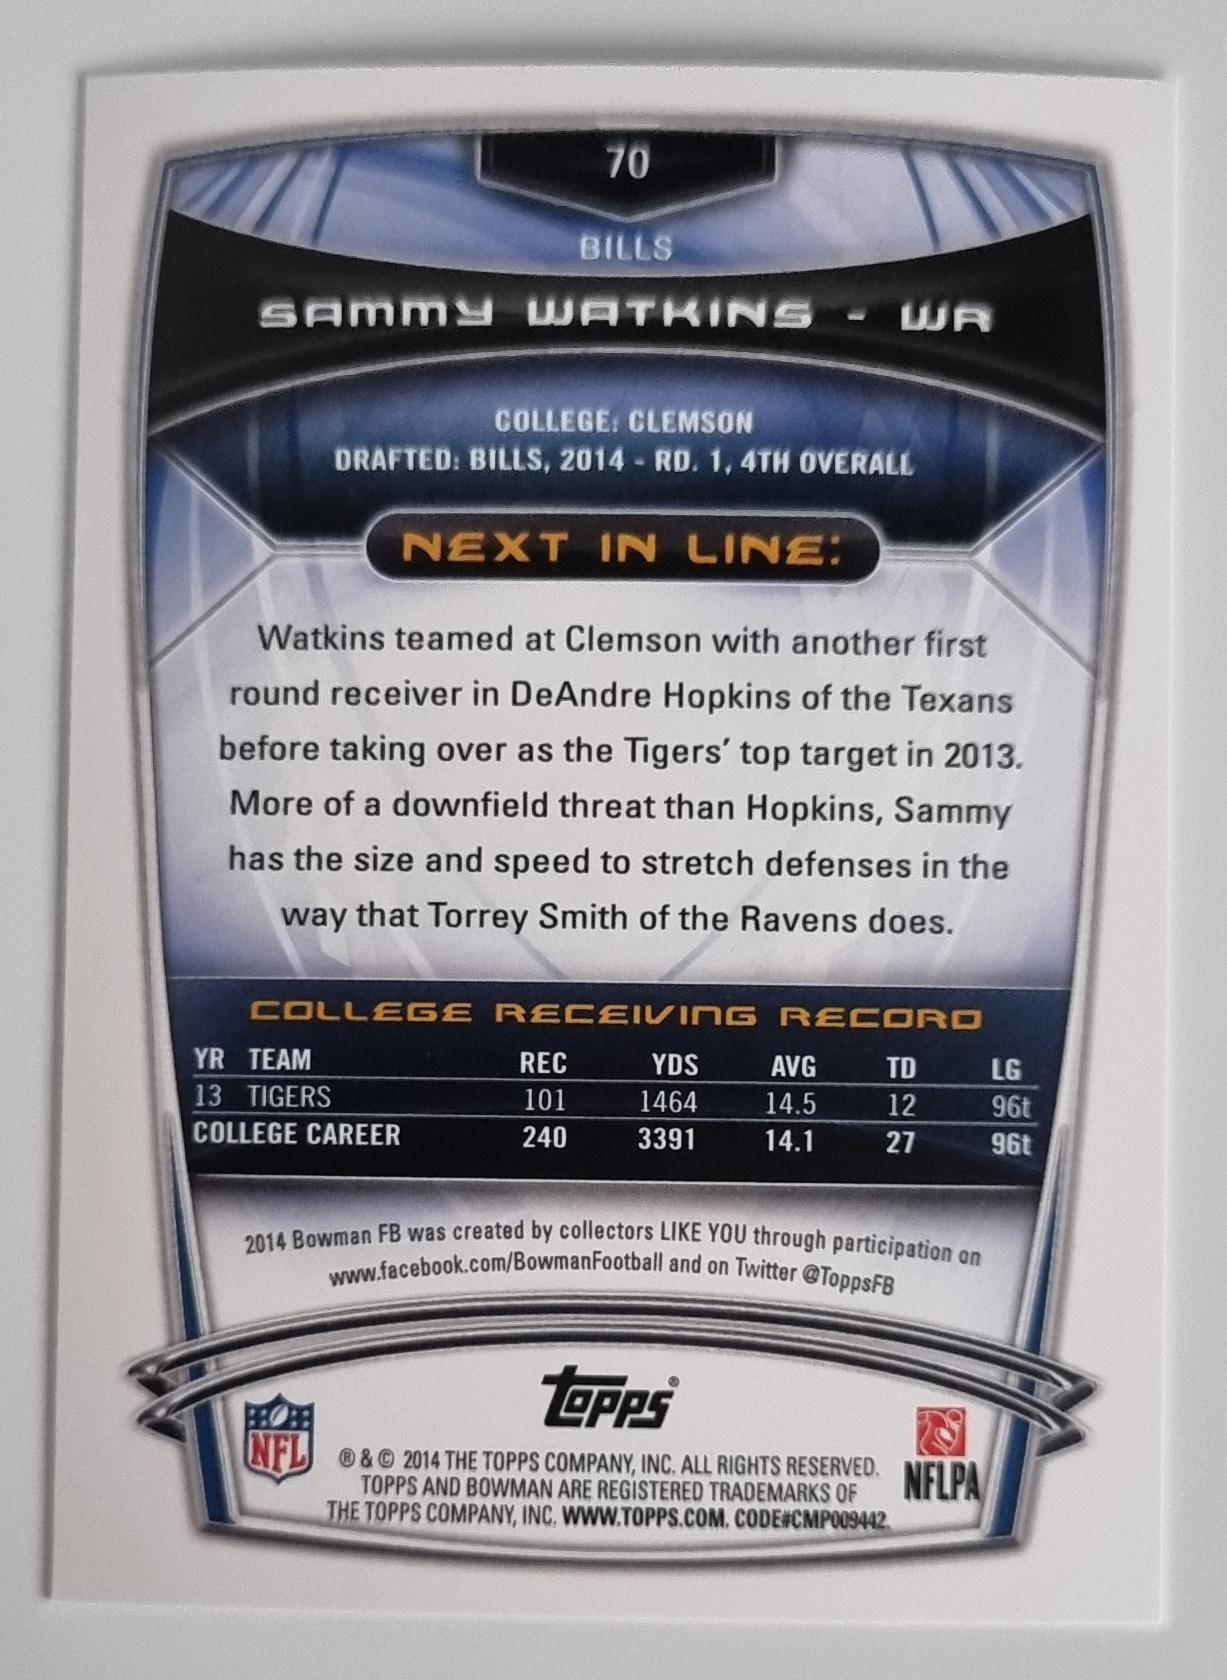 70
BILLS
SAMMY WATKINS - WR
COLLEGE: CLEMSON
DRAFTED: BILLS, 2014 - RD. 1, 4TH OVERALL
NEXT IN LINE:
Watkins teamed at Clemson with another first
round receiver in DeAndre Hopkins of the Texans
before taking over as the Tigers' top target in 2013.
More of a downfield threat than Hopkins, Sammy
has the size and speed to stretch defenses in the
way that Torrey Smith of the Ravens does.
COLLEGE RECEIVING RECORD
YR TEAM REC YDS AVG TD LG
13 TIGERS 101 1464 14.5 12 96t
COLLEGE CAREER 240 3391 14.1 27 96t
2014 Bowman FB was created by collectors LIKE YOU through participation on
www.facebook.com/BowmanFootball and on Twitter @ToppsFB
Topps®
NFL
NFLPA
® & © 2014 THE TOPPS COMPANY, INC. ALL RIGHTS RESERVED.
TOPPS AND BOWMAN ARE REGISTERED TRADEMARKS OF
THE TOPPS COMPANY, INC. WWW.TOPPS.COM. CODE#CMP009442.